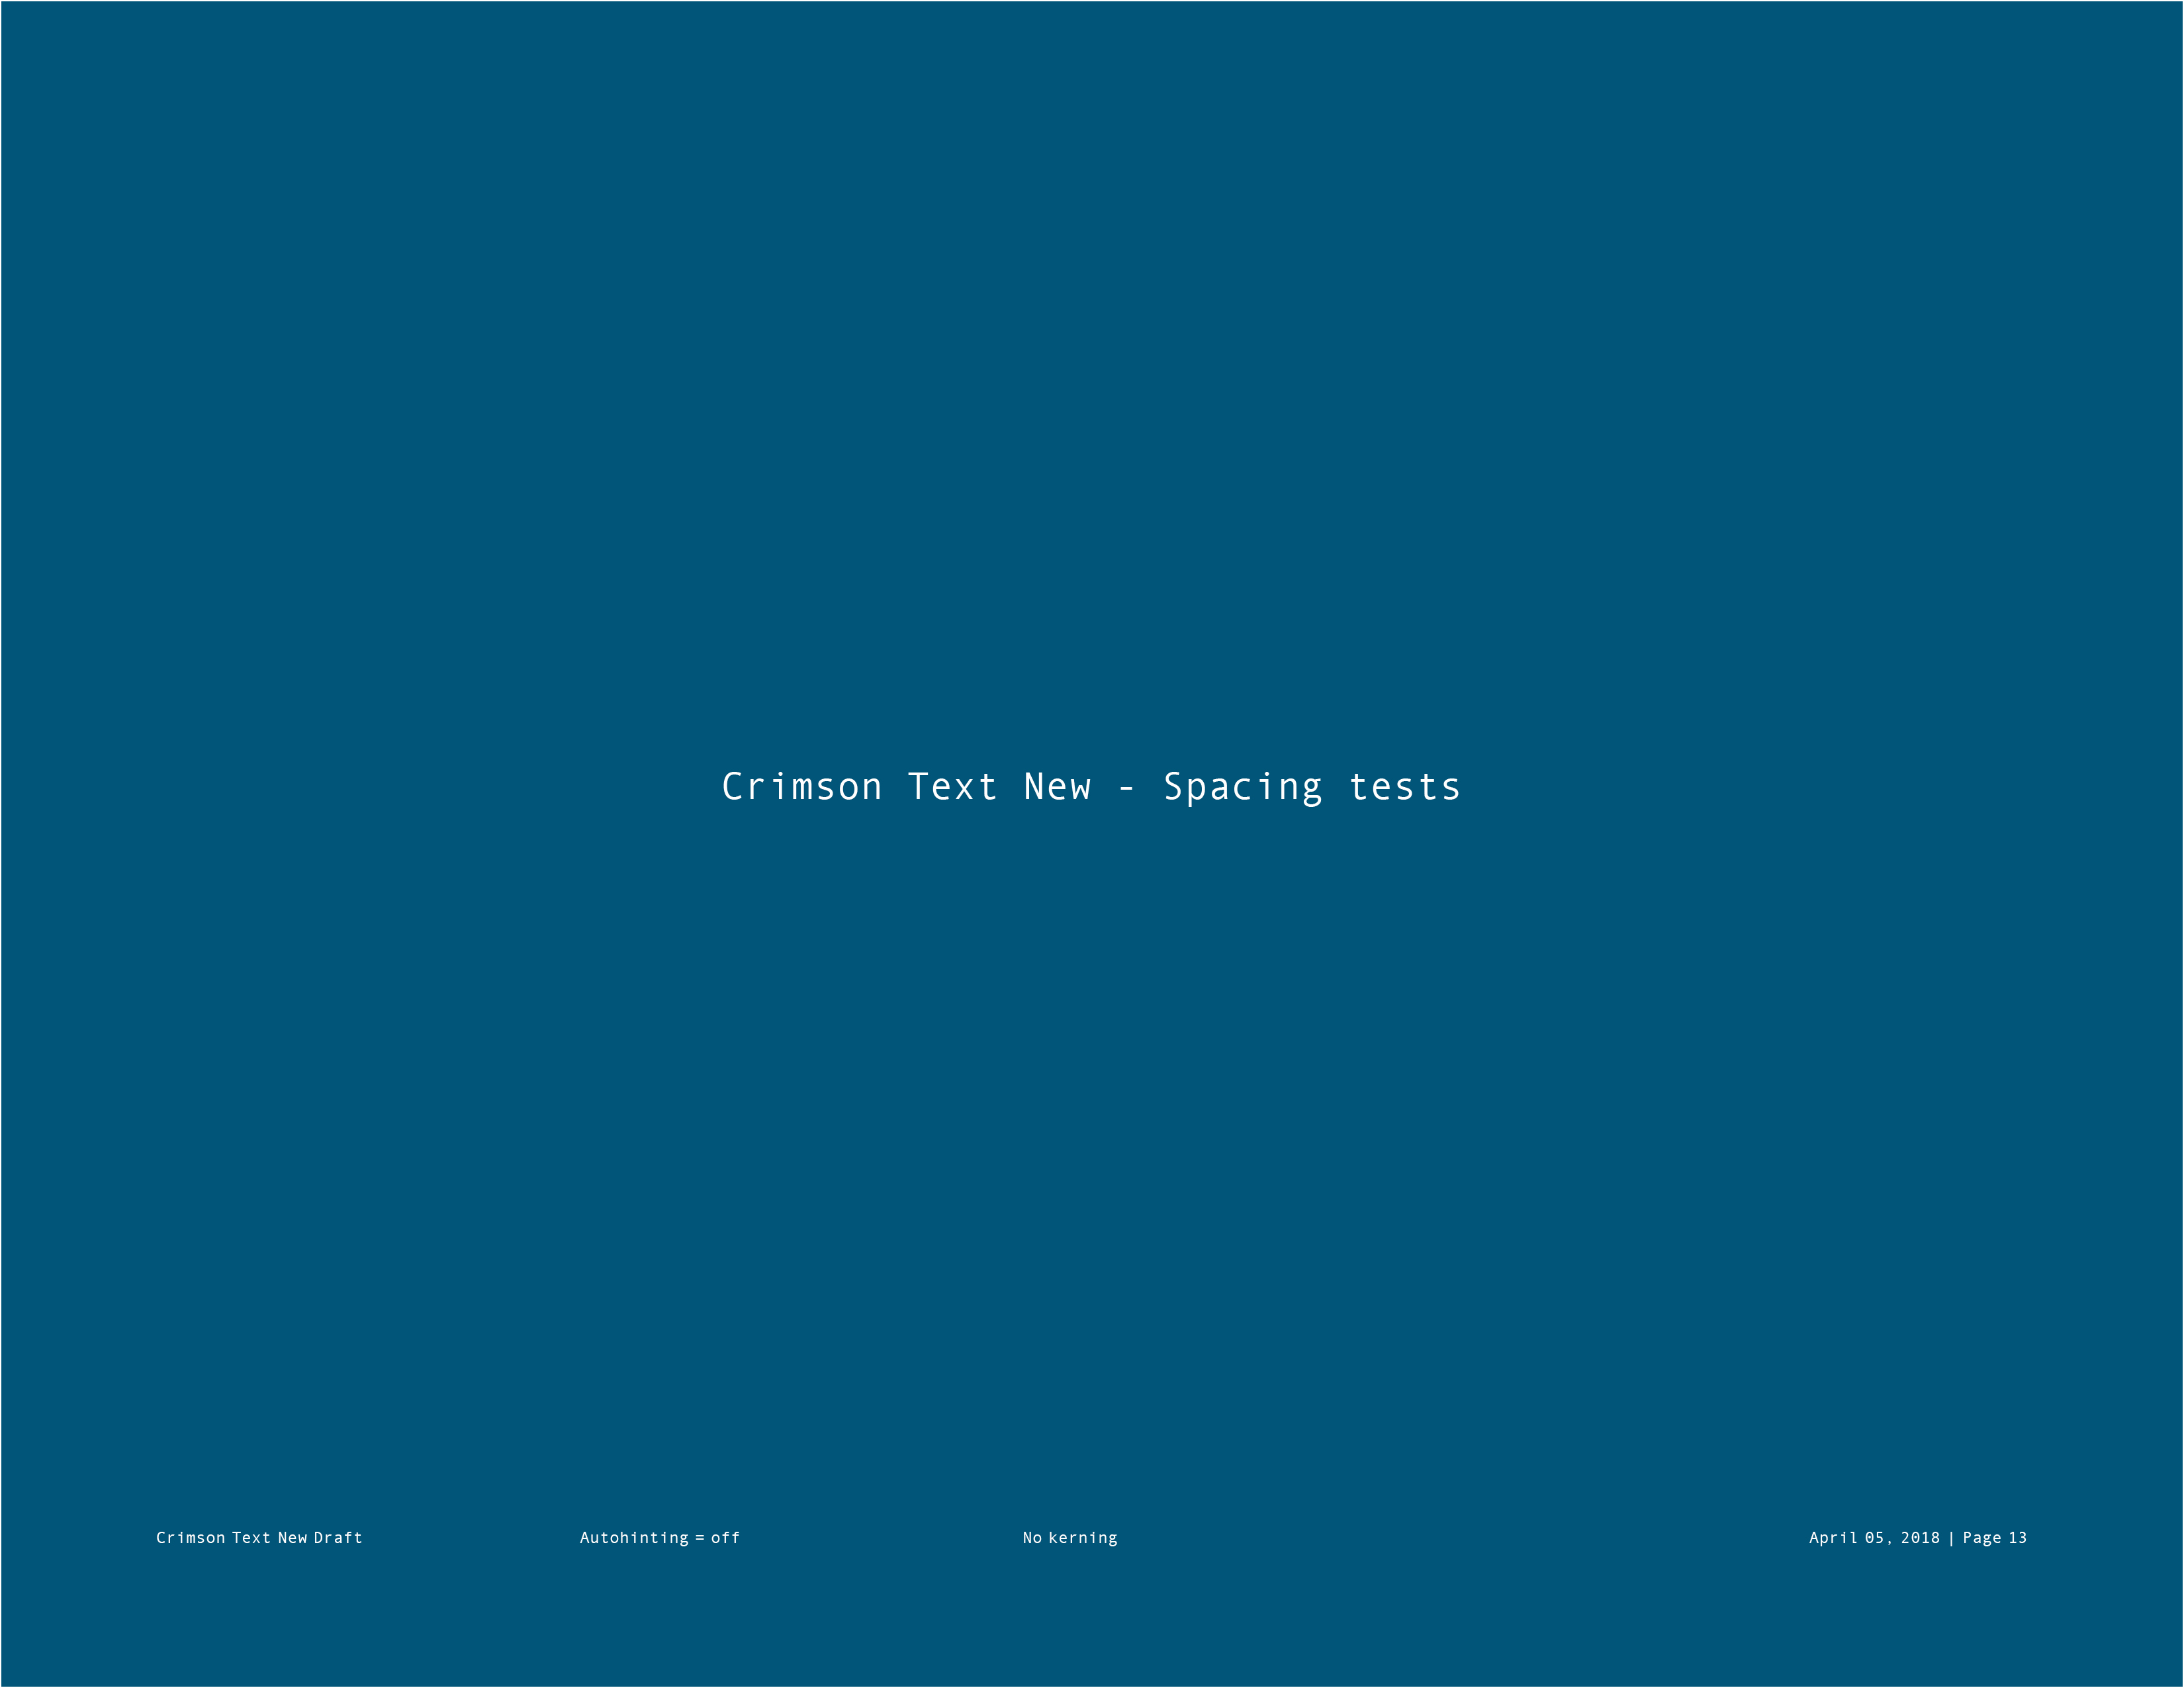 Crimson Text New - Spacing tests
Crimson Text New Draft Autohinting = off No kerning April 05, 2018 | Page 13